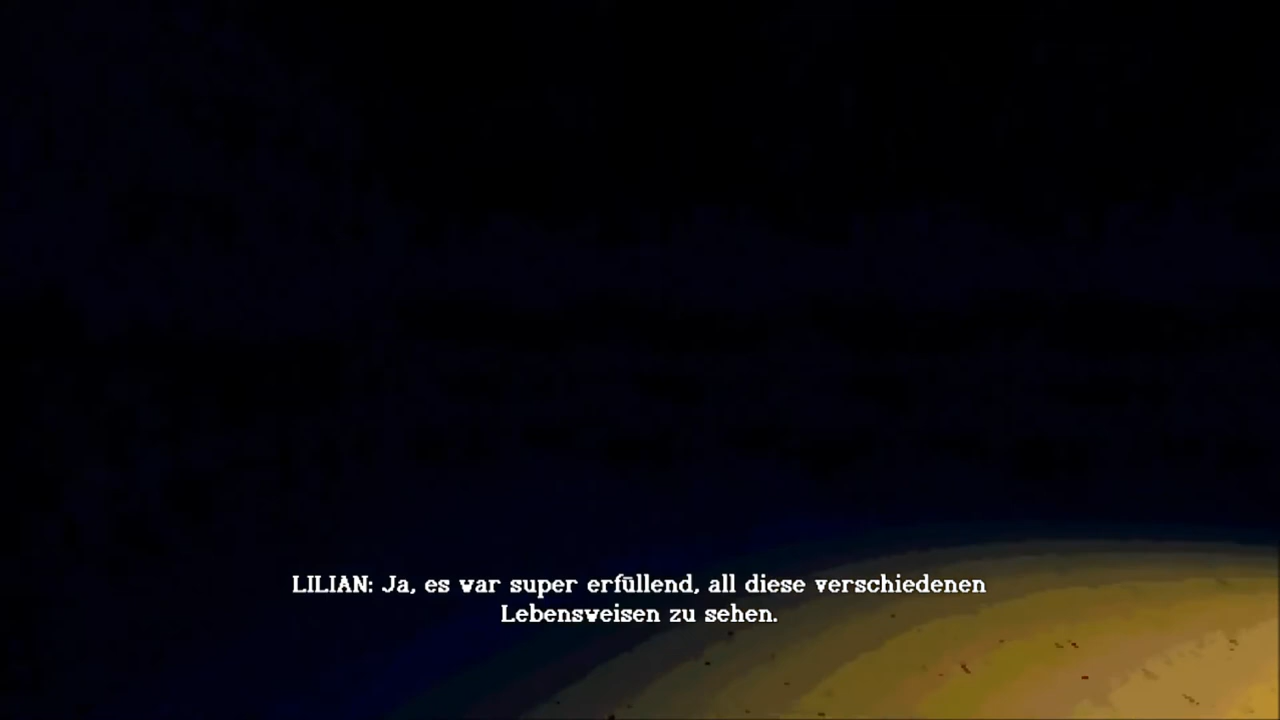 LILIAN: Ja, es war super erfüllend, all diese verschiedenen
Lebensweisen zu sehen.